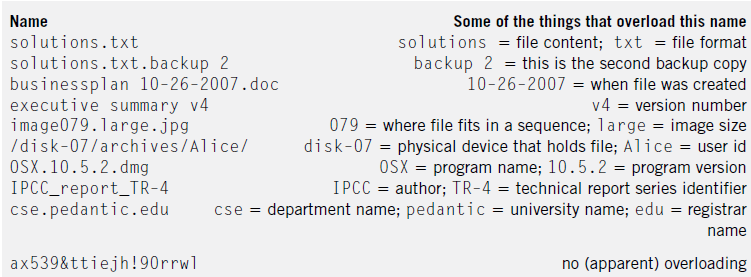 Name Some of the things that overload this name
solutions.txt solutions = file content; txt = file format
solutions.txt.backup 2 backup 2 = this is the second backup copy
businessplan 10-26-2007.doc 10-26-2007 = when file was created
executive summary v4 v4 = version number
image079.large.jpg 079 = where file fits in a sequence; large = image size
/disk-07/archives/Alice/ disk-07 = physical device that holds file; Alice = user id
OSX.10.5.2.dmg OSX = program name; 10.5.2 = program version
IPCC_report_TR-4 IPCC = author; TR-4 = technical report series identifier
cse.pedantic.edu cse = department name; pedantic = university name; edu = registrar
name
ax539&ttiejh!90rrwl no (apparent) overloading